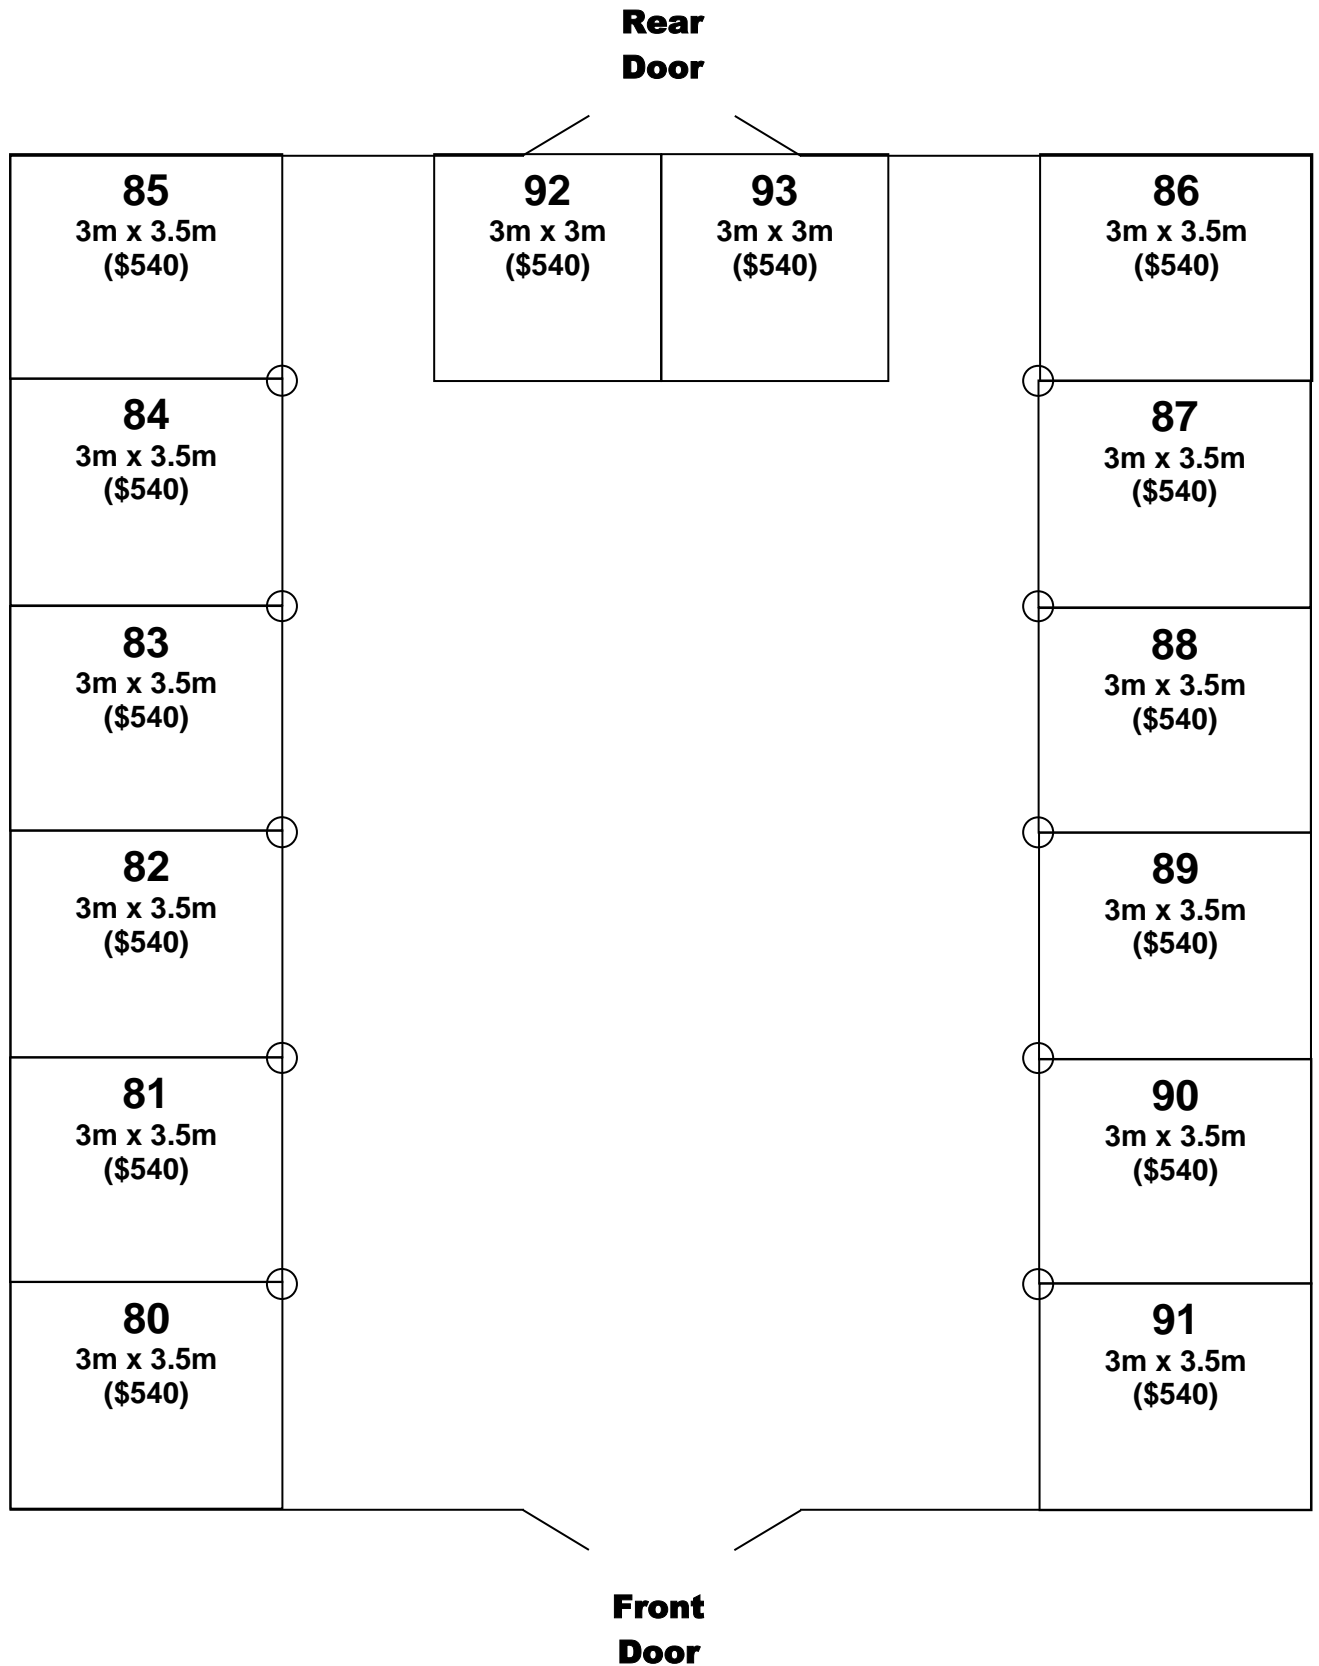 Rear
Door
85
3m x 3.5m
($540)
92
3m x 3m
($540)
93
3m x 3m
($540)
86
3m x 3.5m
($540)
84
3m x 3.5m
($540)
87
3m x 3.5m
($540)
83
3m x 3.5m
($540)
88
3m x 3.5m
($540)
82
3m x 3.5m
($540)
89
3m x 3.5m
($540)
81
3m x 3.5m
($540)
90
3m x 3.5m
($540)
80
3m x 3.5m
($540)
91
3m x 3.5m
($540)
Front
Door